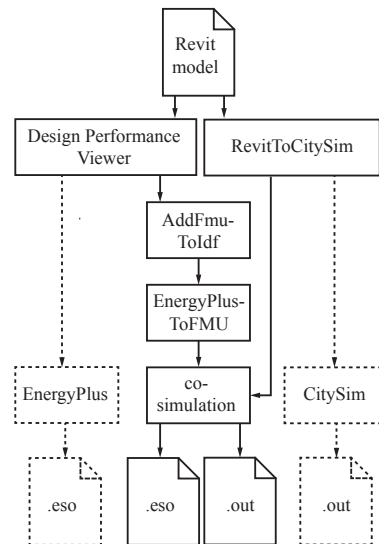 Revit
model
Design Performance
Viewer
RevitToCitySim
AddFmu-
ToIdf
EnergyPlus-
ToFMU
EnergyPlus
co-
simulation
CitySim
.eso
.eso
.out
.out